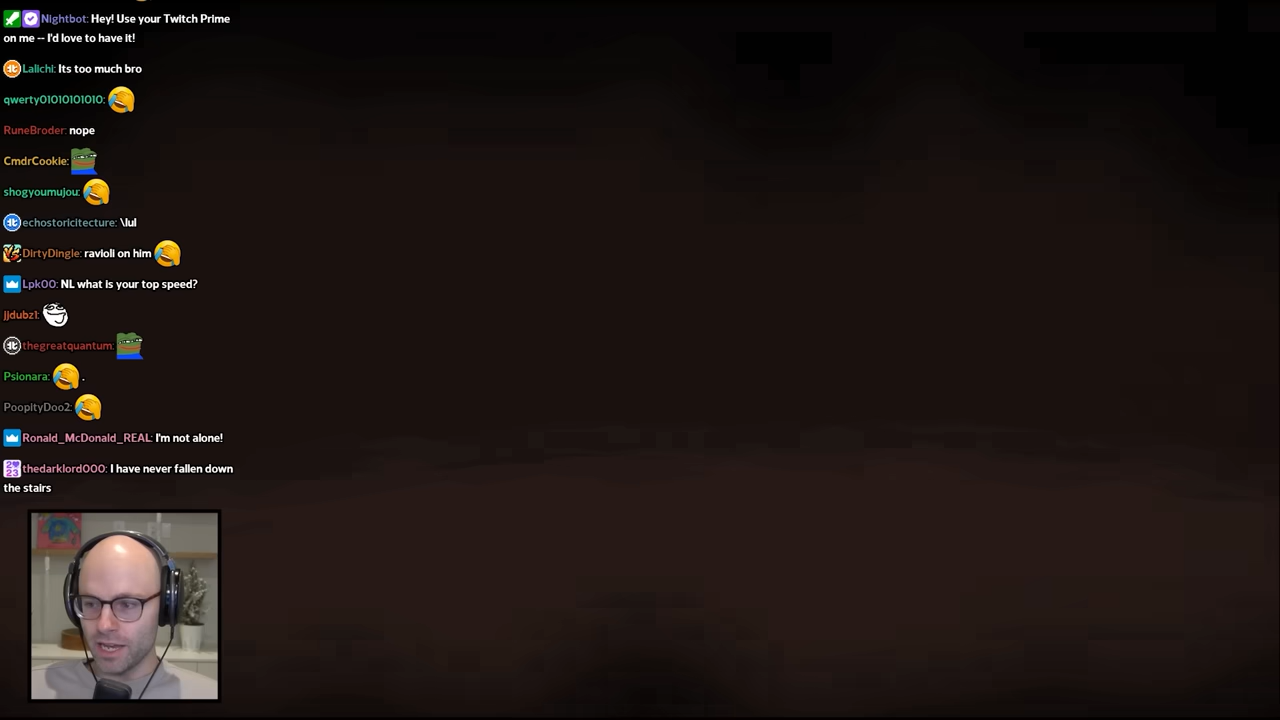 Nightbot: Hey! Use your Twitch Prime
on me -- I'd love to have it!
Lalichi: Its too much bro
qwerty01010101010:
RuneBroder: nope
CmdrCookie:
shogyoumujou:
echostoricitecture: \lul
DirtyDingle: ravioli on him
Lpk00: NL what is your top speed?
jjdubz1:
thegreatquantum:
Psionara: .
PoopityDoo2:
Ronald_McDonald_REAL: I'm not alone!
thedarklord000: I have never fallen down
the stairs